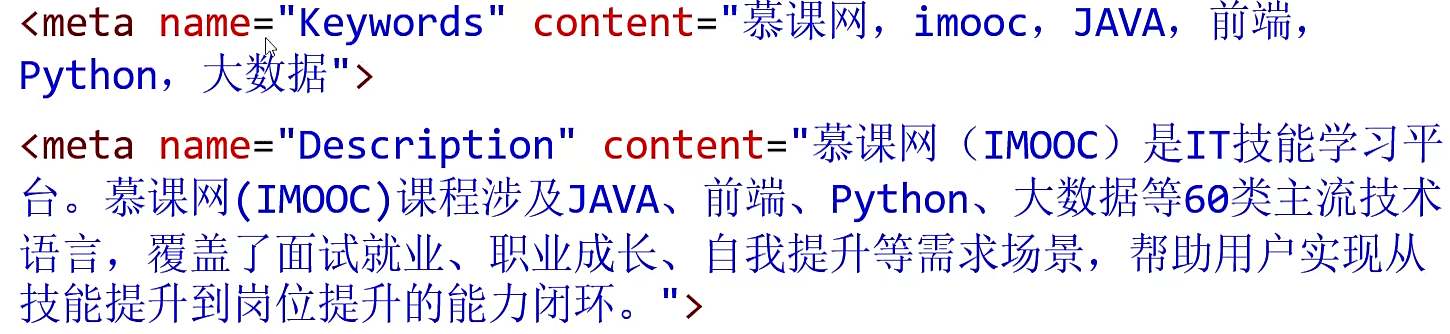 <meta name="Keywords" content="慕课网，imooc，JAVA，前端，
Python，大数据">
<meta name="Description" content="慕课网（IMOOC）是IT技能学习平
台。慕课网(IMOOC)课程涉及JAVA、前端、Python、大数据等60类主流技术
语言，覆盖了面试就业、职业成长、自我提升等需求场景，帮助用户实现从
技能提升到岗位提升的能力闭环。">